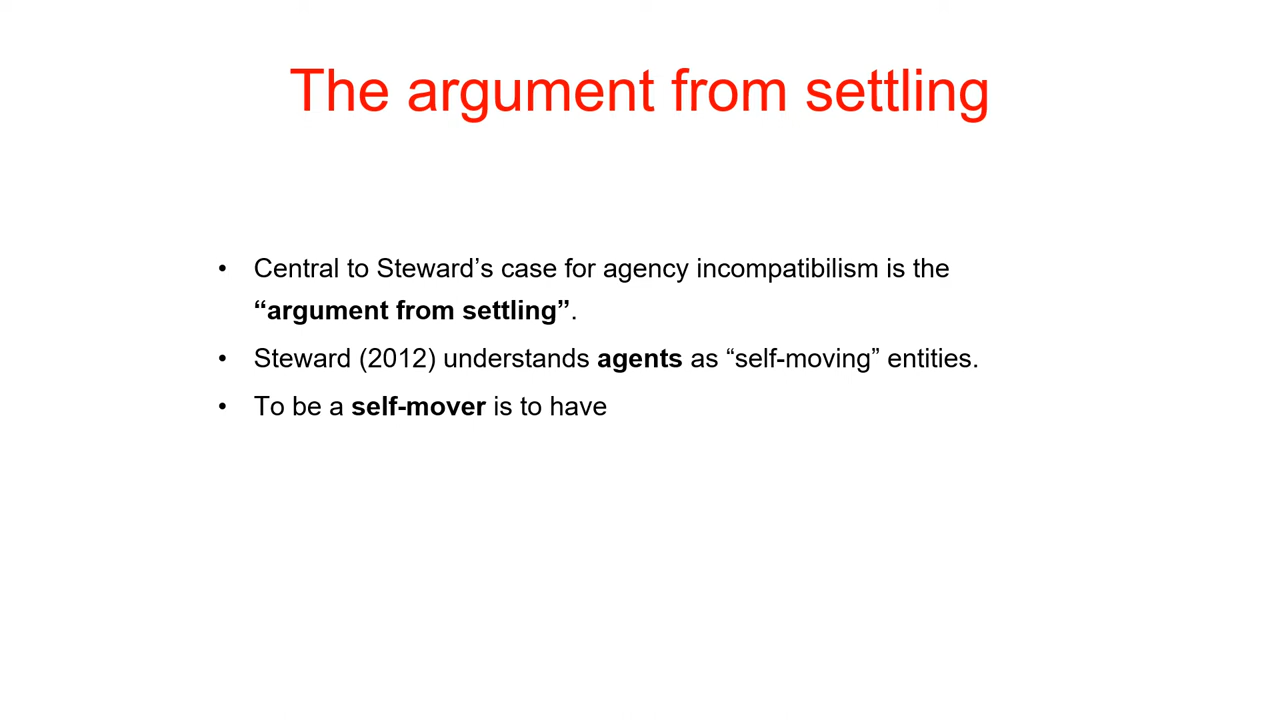 The argument from settling
• Central to Steward’s case for agency incompatibilism is the
“argument from settling”.
• Steward (2012) understands agents as “self-moving” entities.
• To be a self-mover is to have